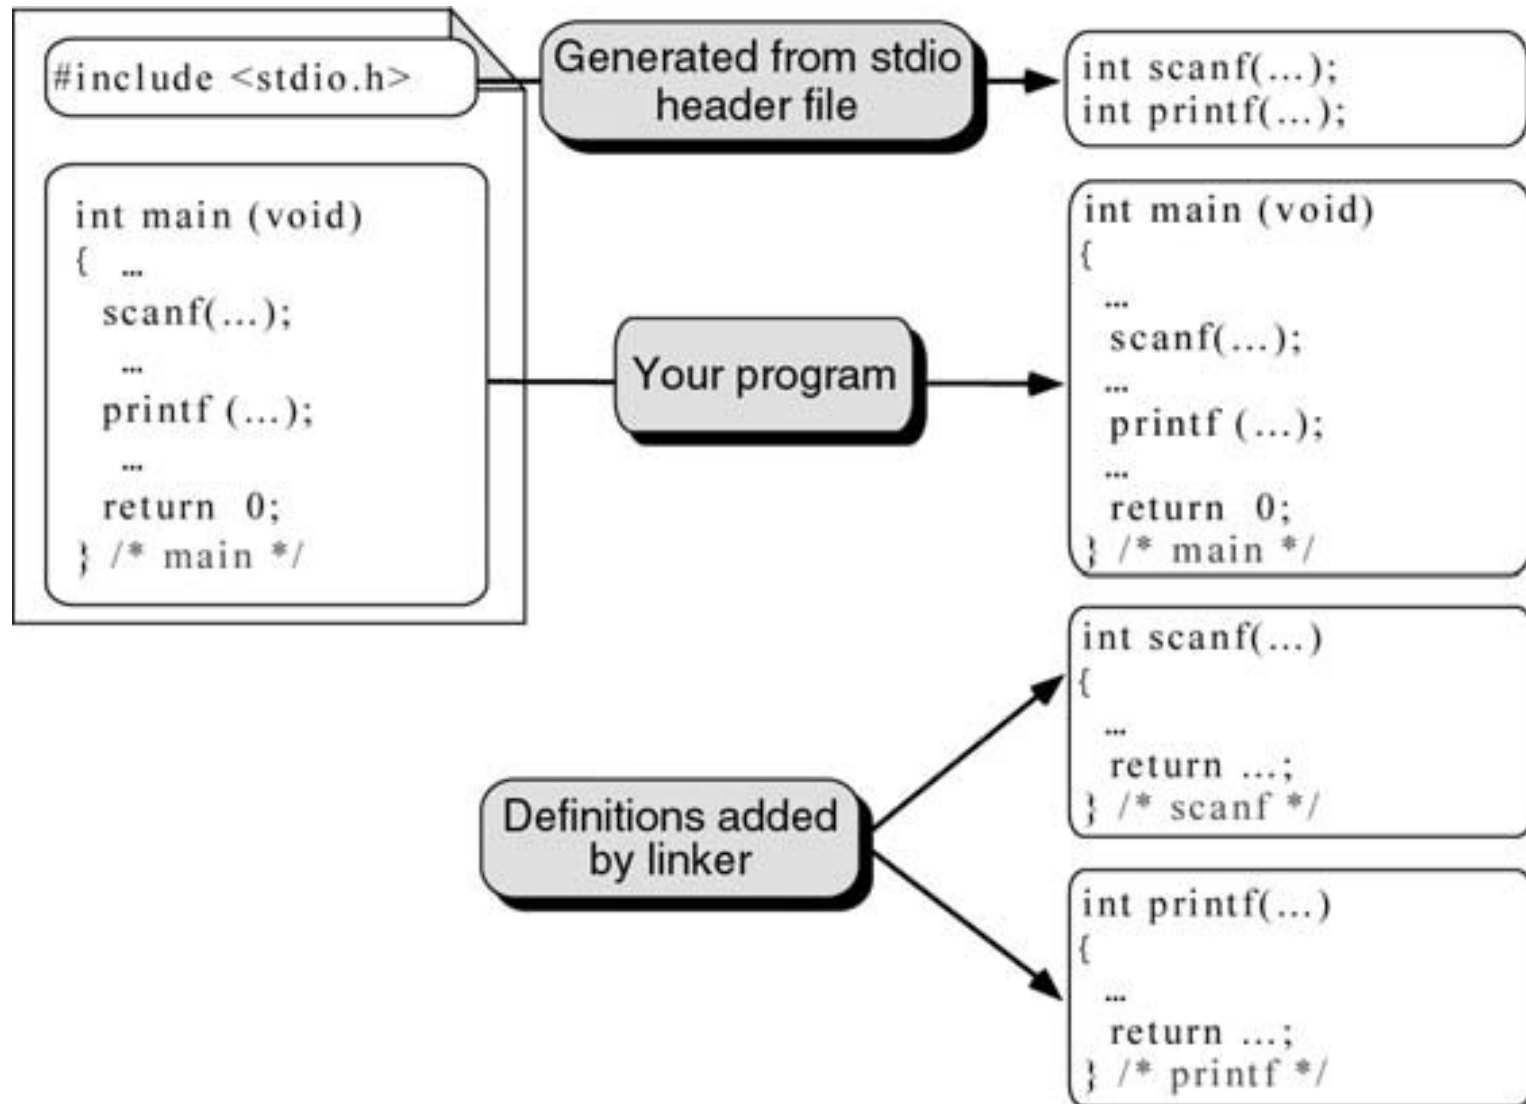 #include <stdio.h>
Generated from stdio
header file
int scanf(...);
int printf(...);
int main (void)
{ ...
scanf(...);
...
printf (...);
...
return 0;
} /* main */
Your program
int main (void)
{
...
scanf(...);
...
printf (...);
...
return 0;
} /* main */
Definitions added
by linker
int scanf(...)
{
...
return ...;
} /* scanf */
int printf(...)
{
...
return ...;
} /* printf */